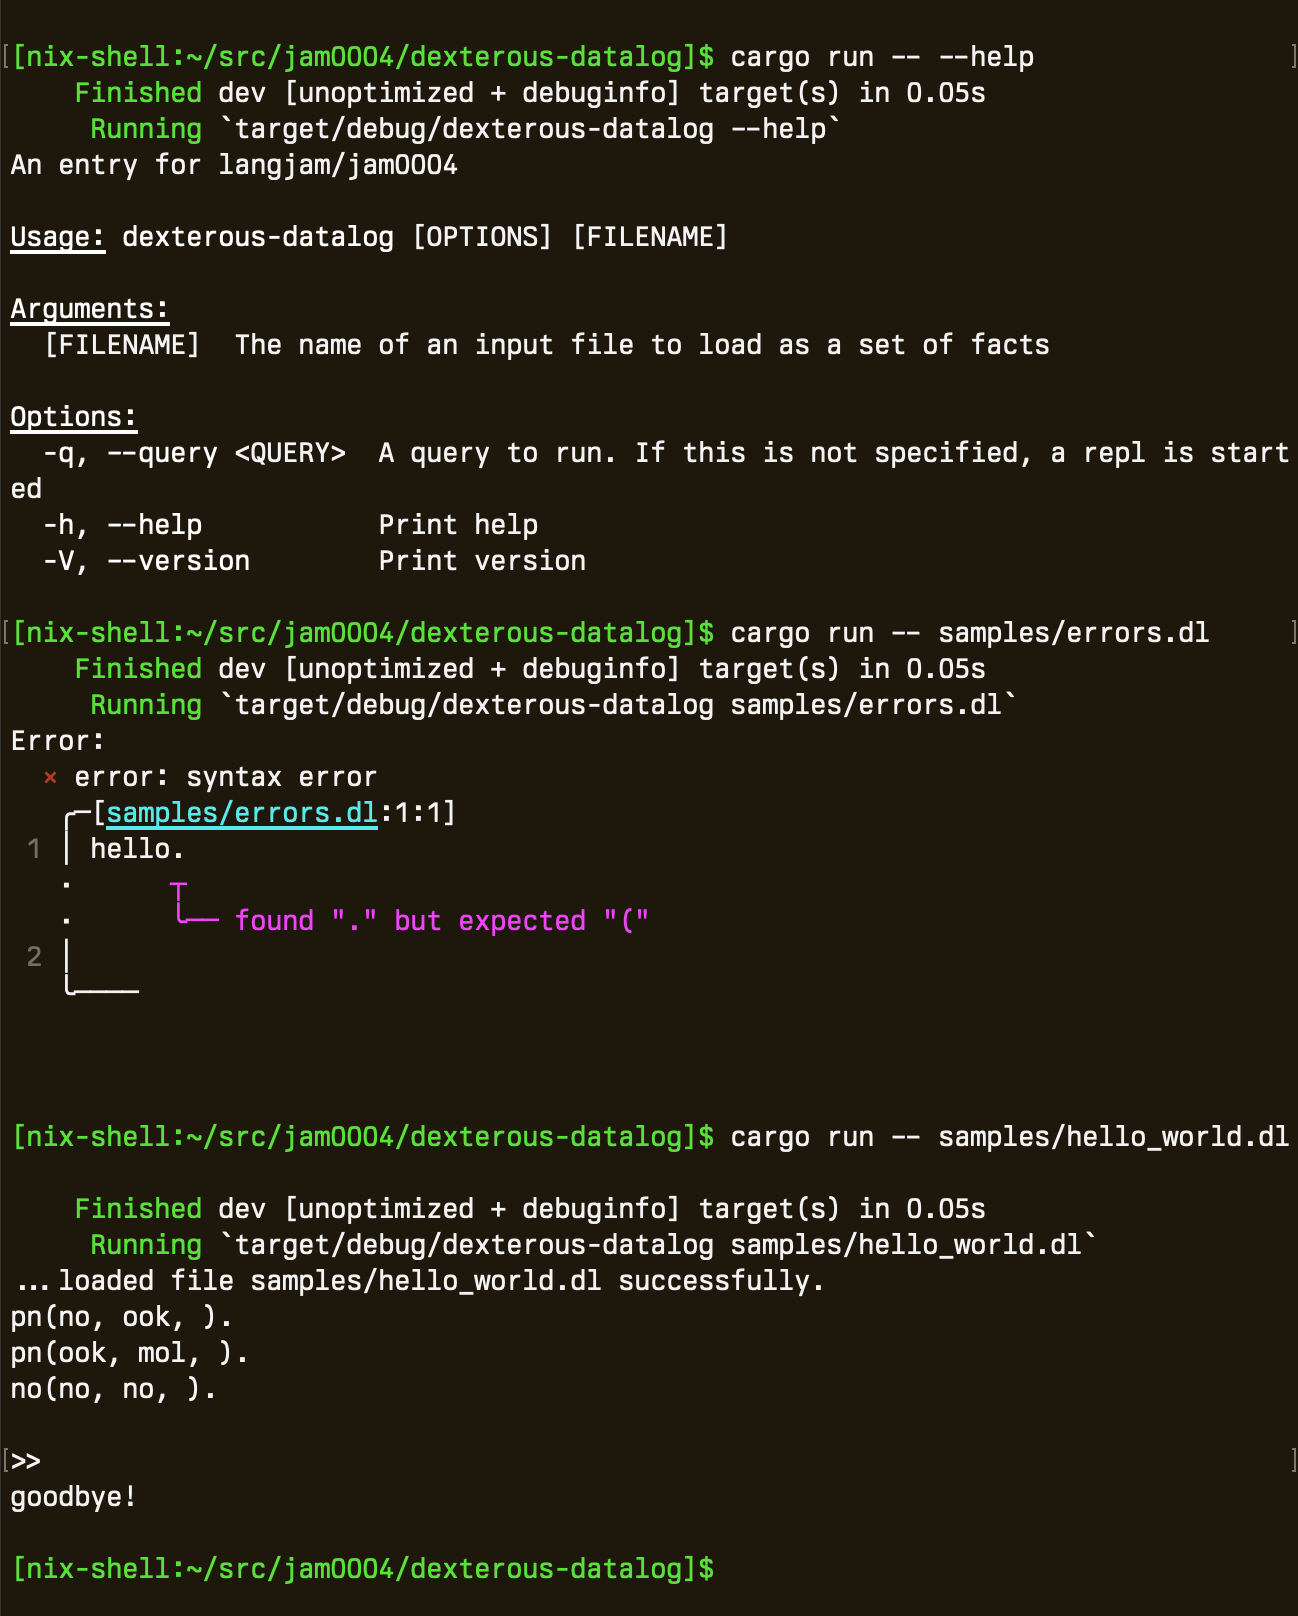 [nix-shell:~/src/jam0004/dexterous-datalog]$ cargo run -- --help
    Finished dev [unoptimized + debuginfo] target(s) in 0.05s
     Running `target/debug/dexterous-datalog --help`
An entry for langjam/jam0004
Usage: dexterous-datalog [OPTIONS] [FILENAME]
Arguments:
  [FILENAME]  The name of an input file to load as a set of facts
Options:
  -q, --query <QUERY>  A query to run. If this is not specified, a repl is start
ed
  -h, --help           Print help
  -V, --version        Print version
[nix-shell:~/src/jam0004/dexterous-datalog]$ cargo run -- samples/errors.dl
    Finished dev [unoptimized + debuginfo] target(s) in 0.05s
     Running `target/debug/dexterous-datalog samples/errors.dl`
Error:
  × error: syntax error
   ╭─[samples/errors.dl:1:1]
 1 │ hello.
   ·      ┬
   ·      ╰── found "." but expected "("
 2 │
   ╰────
[nix-shell:~/src/jam0004/dexterous-datalog]$ cargo run -- samples/hello_world.dl
    Finished dev [unoptimized + debuginfo] target(s) in 0.05s
     Running `target/debug/dexterous-datalog samples/hello_world.dl`
...loaded file samples/hello_world.dl successfully.
pn(no, ook, ).
pn(ook, mol, ).
no(no, no, ).
>>
goodbye!
[nix-shell:~/src/jam0004/dexterous-datalog]$